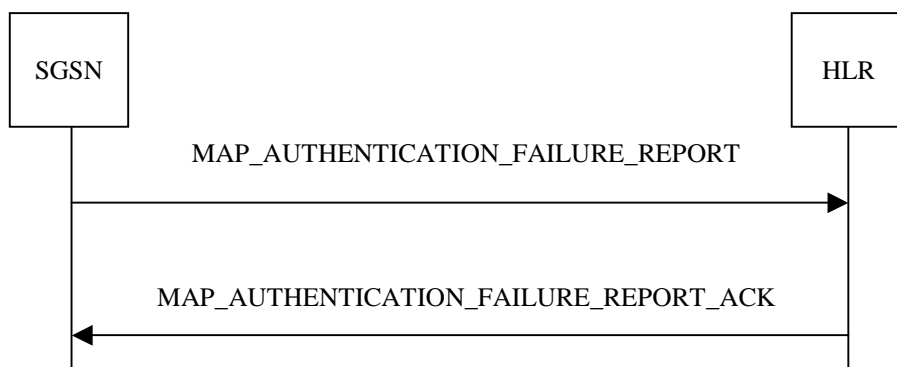 SGSN
HLR
MAP_AUTHENTICATION_FAILURE_REPORT
MAP_AUTHENTICATION_FAILURE_REPORT_ACK